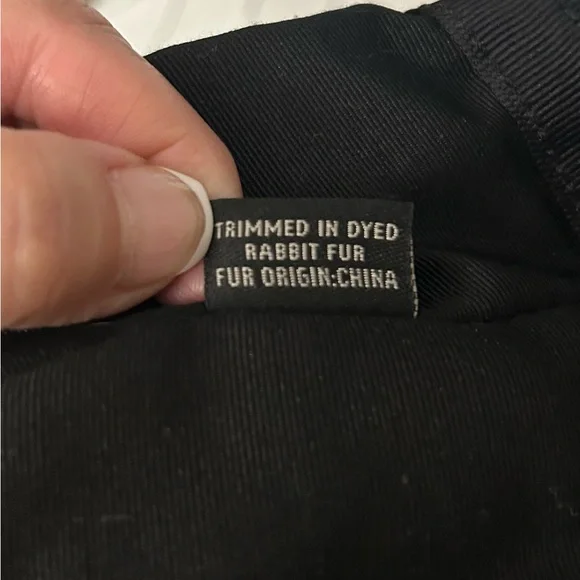 TRIMMED IN DYED
RABBIT FUR
FUR ORIGIN:CHINA